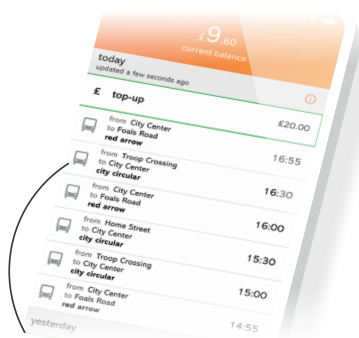 £9.60
current balance
today
updated a few seconds ago
£ top-up £20.00
from City Center
to Foals Road
red arrow
16:55
from Troop Crossing
to City Center
city circular
16:30
from City Center
to Foals Road
red arrow
16:00
from Home Street
to City Center
city circular
15:30
from Troop Crossing
to City Center
city circular
15:00
from City Center
to Foals Road
red arrow
14:55
yesterday